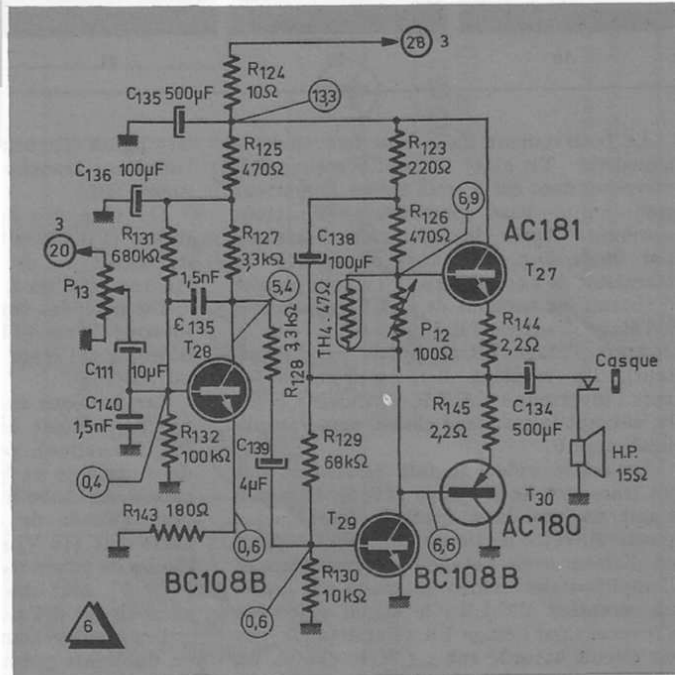 28 3
R124
10Ω
C135 500µF
13,3
R125
470Ω
R123
220Ω
C136 100µF
6,9
R126
470Ω
AC181
3
20
R131
680kΩ
R127
3,3kΩ
C138
100µF
T27
P13
1,5nF
5,4
C135
TH4-47Ω
P12
100Ω
R144
2,2Ω
T28
R128 3,3kΩ
Casque
C111
10µF
C134
500µF
R145
2,2Ω
C140
1,5nF
R132
100kΩ
C139
4µF
R129
68kΩ
H.P.
15Ω
0,4
T29
T30
AC180
R143 180Ω
0,6
6,6
BC108B
BC108B
R130
10kΩ
0,6
6